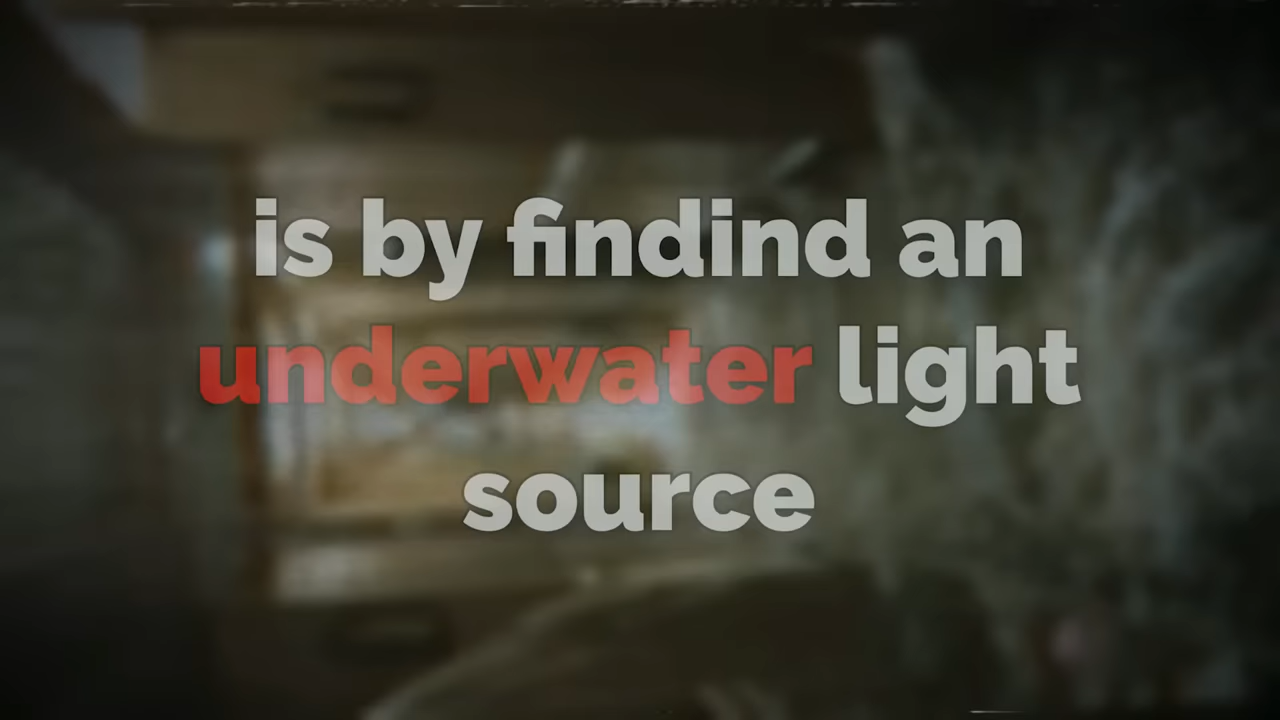 is by findind an
underwater light
source